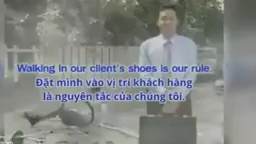 Walking in our client's shoes is our rule.
Đặt mình vào vị trí khách hàng
là nguyên tắc của chúng tôi.